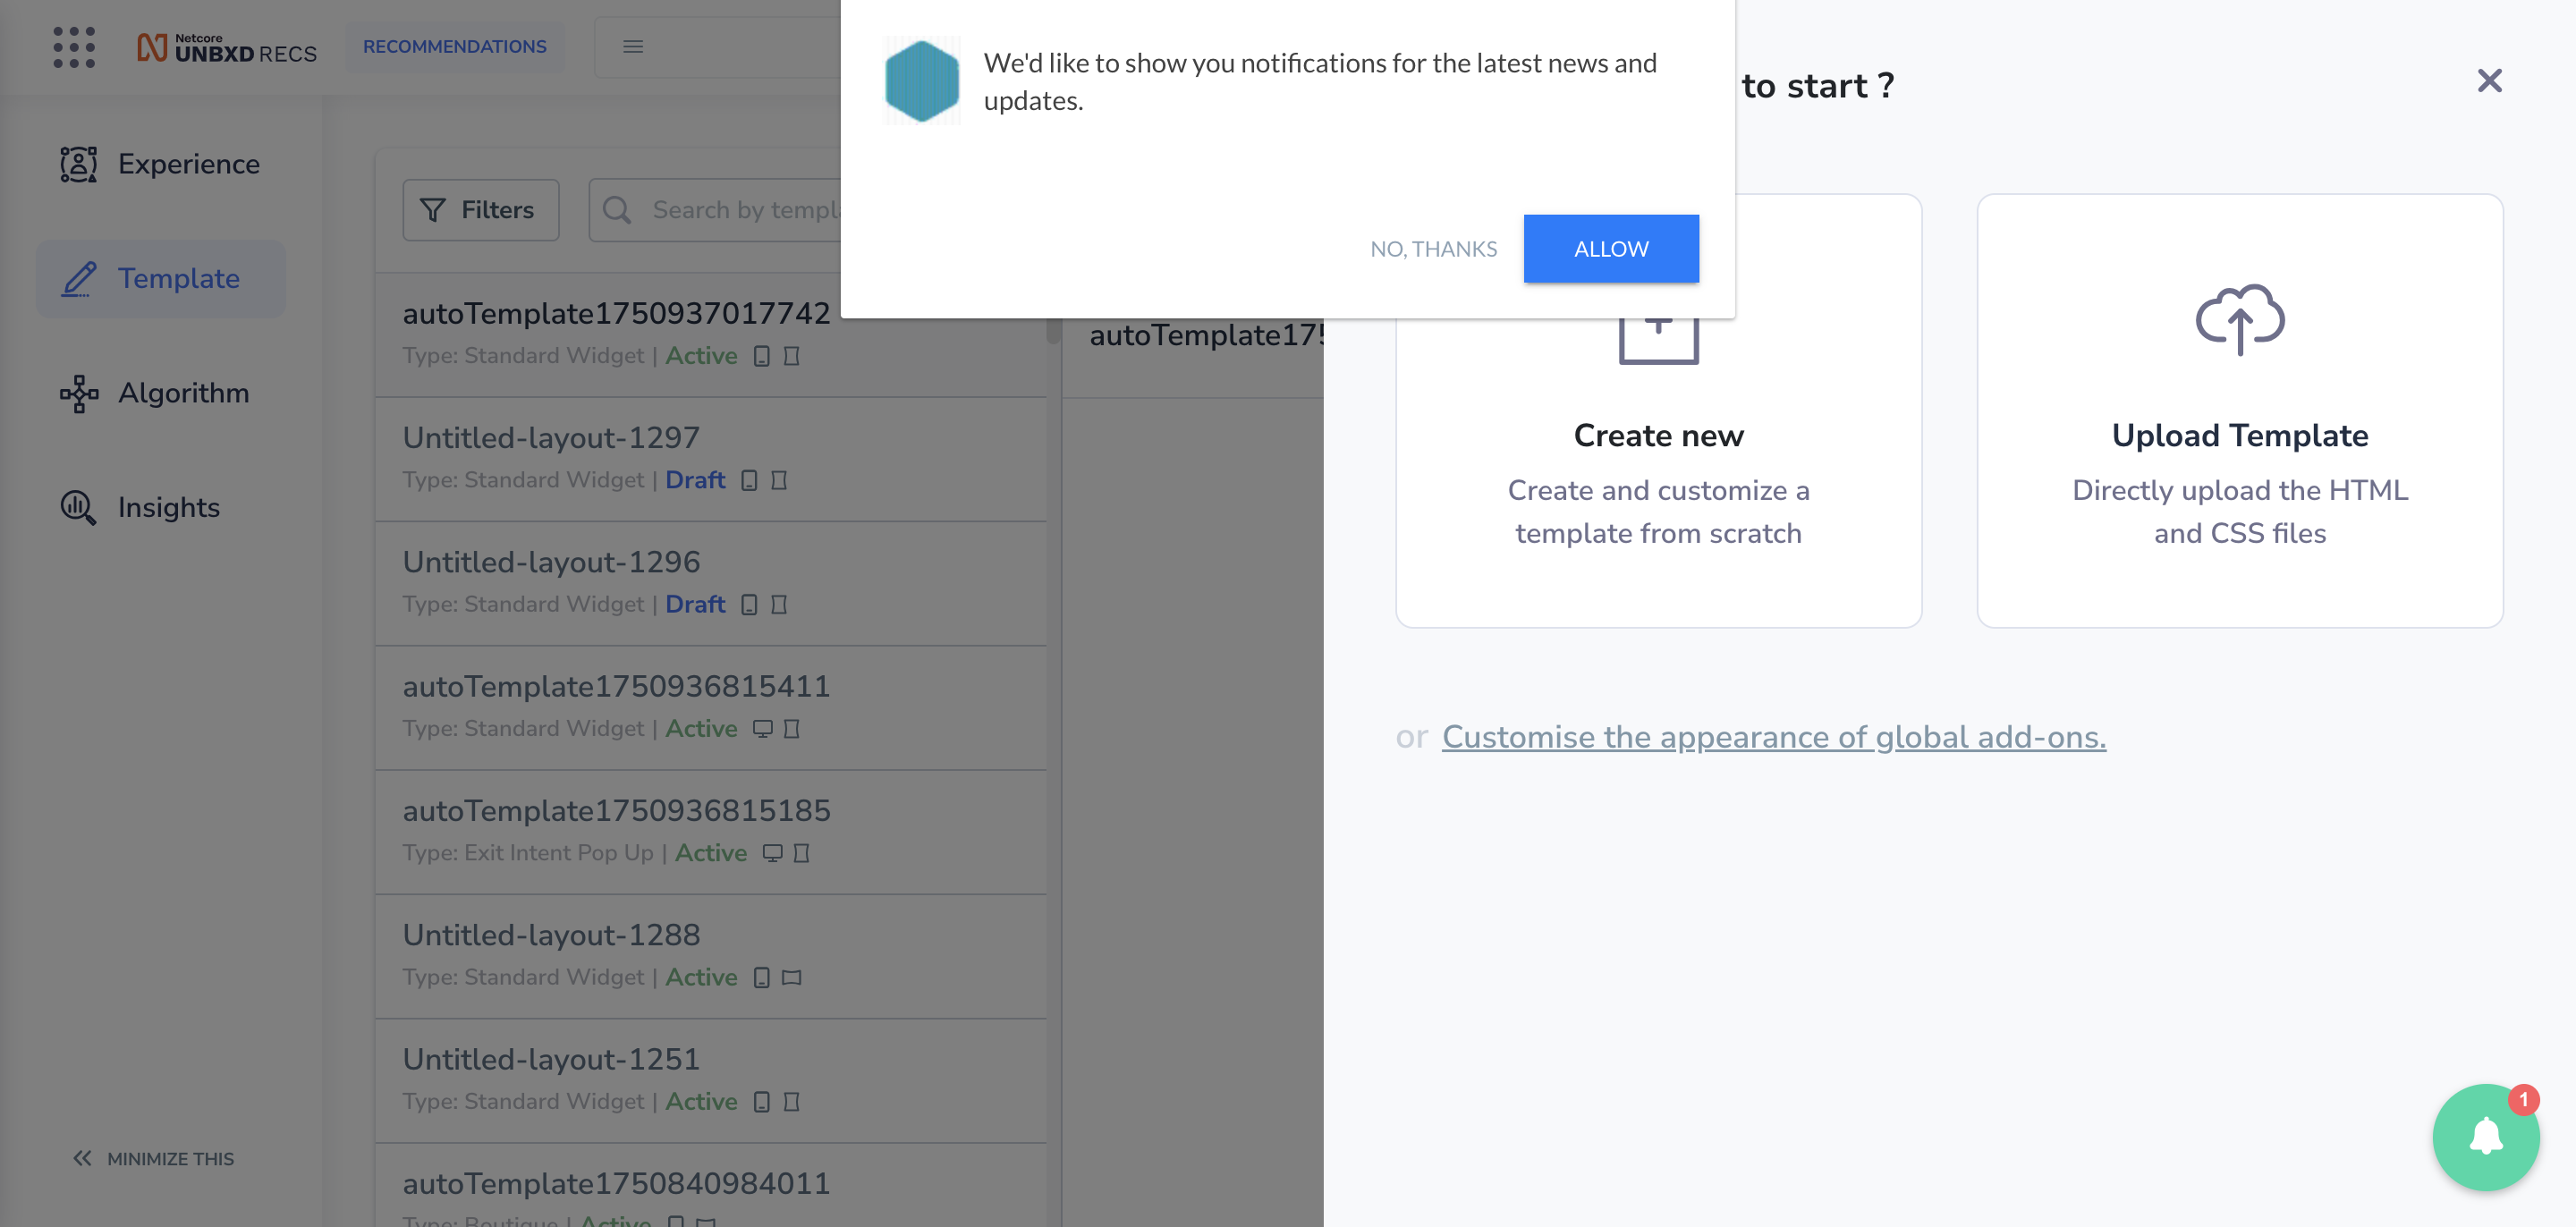 Netcore
UNBXD RECS
RECOMMENDATIONS
Experience
Template
Algorithm
Insights
MINIMIZE THIS
Filters
Search by templ
autoTemplate1750937017742
Type: Standard Widget | Active
Untitled-layout-1297
Type: Standard Widget | Draft
Untitled-layout-1296
Type: Standard Widget | Draft
autoTemplate1750936815411
Type: Standard Widget | Active
autoTemplate1750936815185
Type: Exit Intent Pop Up | Active
Untitled-layout-1288
Type: Standard Widget | Active
Untitled-layout-1251
Type: Standard Widget | Active
autoTemplate1750840984011
Type: Boutique | Active
autoTemplate175
We'd like to show you notifications for the latest news and
updates.
NO, THANKS
ALLOW
to start ?
Create new
Create and customize a
template from scratch
Upload Template
Directly upload the HTML
and CSS files
or Customise the appearance of global add-ons.
1